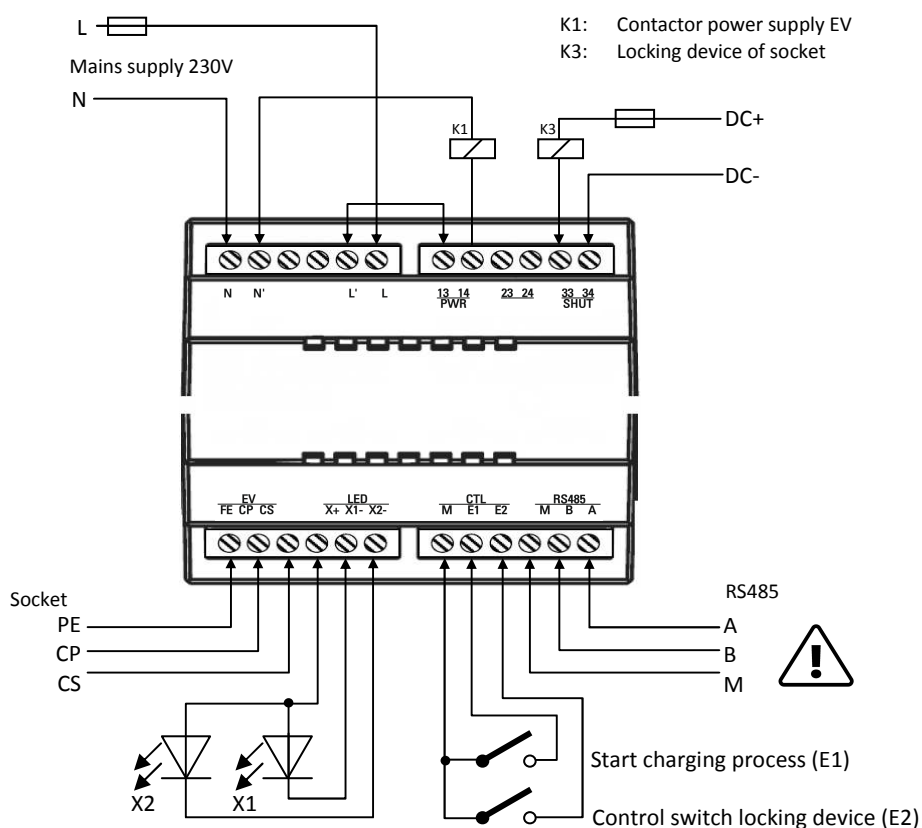 K1: Contactor power supply EV
K3: Locking device of socket
L
Mains supply 230V
N
K1
K3
DC+
DC-
N N' L' L
13 14 23 24 33 34
PWR SHUT
EV LED CTL RS485
FE CP CS X+ X1- X2- M E1 E2 M B A
Socket
PE
CP
CS
RS485
A
B
M
!
X2
X1
Start charging process (E1)
Control switch locking device (E2)